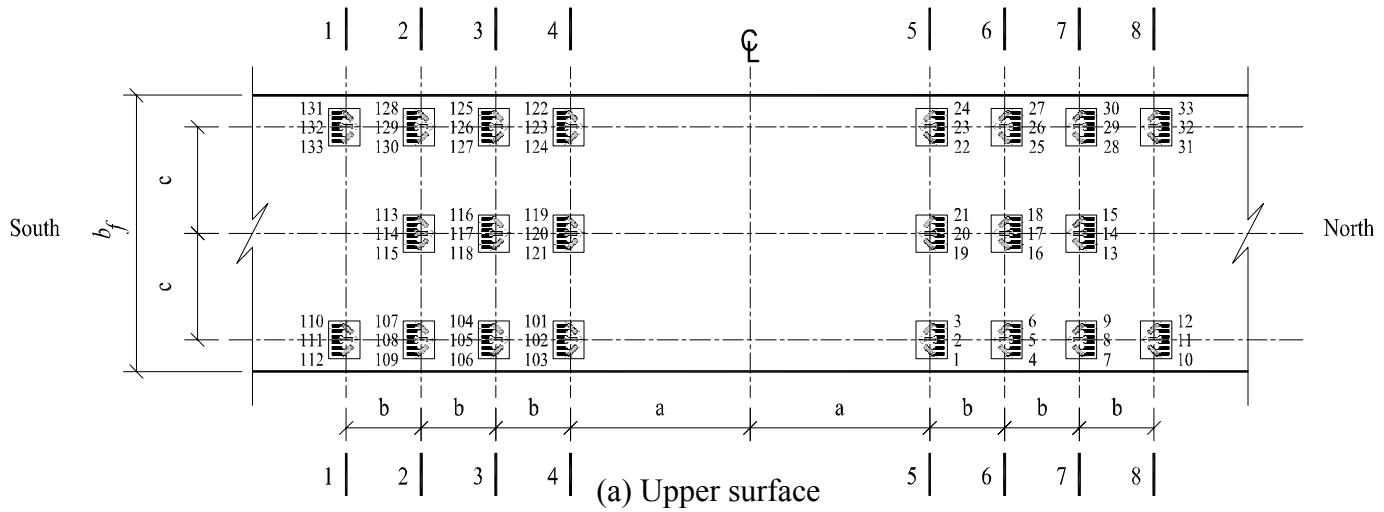 1 2 3 4 5 6 7 8
℄
131 128 125 122 24 27 30 33
132 129 126 123 23 26 29 32
133 130 127 124 22 25 28 31
c
South
b_f
North
113 116 119 21 18 15
114 117 120 20 17 14
115 118 121 19 16 13
c
110 107 104 101 3 6 9 12
111 108 105 102 2 5 8 11
112 109 106 103 1 4 7 10
b b b a a b b b
1 2 3 4 5 6 7 8
(a) Upper surface